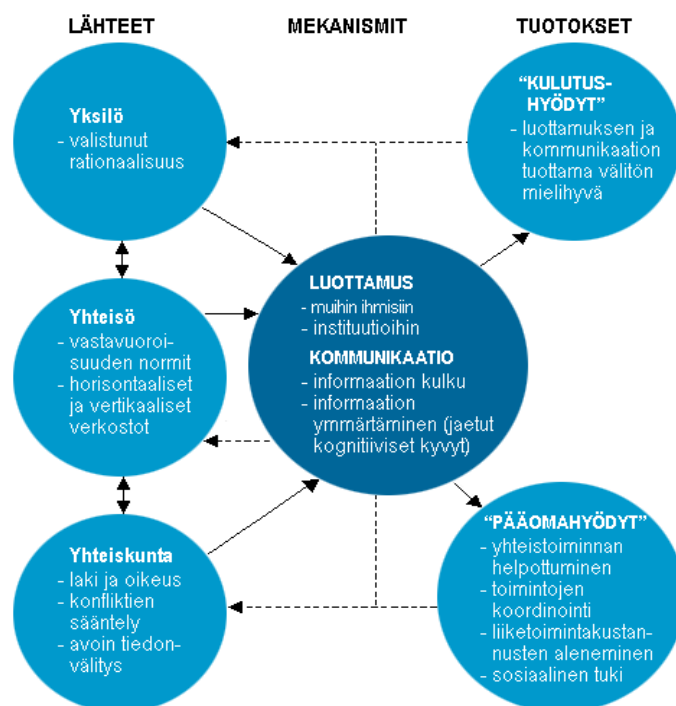 LÄHTEET
MEKANISMIT
TUOTOKSET
Yksilö
- valistunut
rationaalisuus
Yhteisö
- vastavuoroi-
suuden normit
- horisontaaliset
ja vertikaaliset
verkostot
Yhteiskunta
- laki ja oikeus
- konfliktien
sääntely
- avoin tiedon-
välitys
LUOTTAMUS
- muihin ihmisiin
- instituutioihin
KOMMUNIKAATIO
- informaation kulku
- informaation
ymmärtäminen (jaetut
kognitiiviset kyvyt)
“KULUTUS-
HYÖDYT”
- luottamuksen ja
kommunikaation
tuottama välitön
mielihyvä
“PÄÄOMAHYÖDYT”
- yhteistoiminnan
helpottuminen
- toimintojen
koordinointi
- liiketoimintakustan-
nusten aleneminen
- sosiaalinen tuki